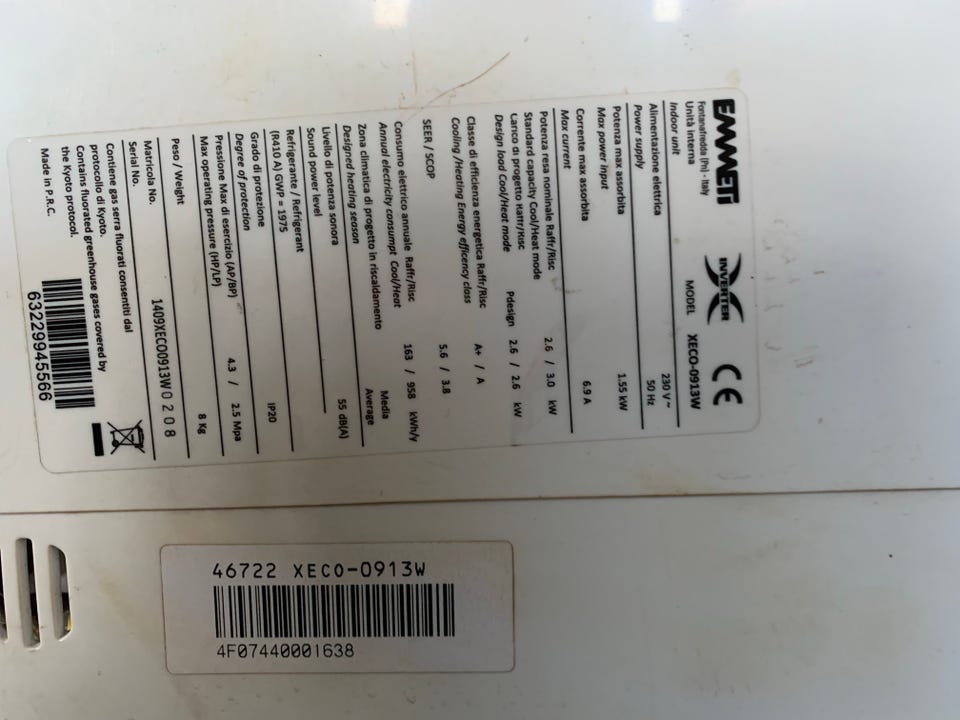 EMMETI
INVERTER
CE
Fontanafredda (Pn) - Italy
Unità interna MODEL XECO-0913W
Indoor unit
Alimentazione elettrica 230 V ~
Power supply 50 Hz
Potenza max assorbita 1.55 kW
Max power input
Corrente max assorbita 6.9 A
Max current
Potenza resa nominale Raffr/Risc 2.6 / 3.0 kW
Standard capacity Cool/Heat mode
Carico di progetto Raffr/Risc Pdesign 2.6 / 2.6 kW
Design load Cool/Heat mode
Classe di efficienza energetica Raffr/Risc A+ / A
Cooling /Heating Energy efficency class
SEER / SCOP 5.6 / 3.8
Consumo elettrico annuale Raffr/Risc 163 / 958 kWh/y
Annual electricity consumpt Cool/Heat
Zona climatica di progetto in riscaldamento Media
Designed heating season Average
Livello di potenza sonora 55 dB(A)
Sound power level
Refrigerante / Refrigerant
(R410 A) GWP = 1975
Grado di protezione IP20
Degree of protection
Pressione Max di esercizio (AP/BP) 4.3 / 2.5 Mpa
Max operating pressure (HP/LP)
Peso / Weight 8 Kg
Matricola No. 1409XECO0913W0208
Serial No.
Contiene gas serra fluorati consentiti dal
protocollo di Kyoto.
Contains fluorated greenhouse gases covered by
the Kyoto protocol.
Made in P.R.C.
63229945566
46722 XECO-0913W
4F07440001638